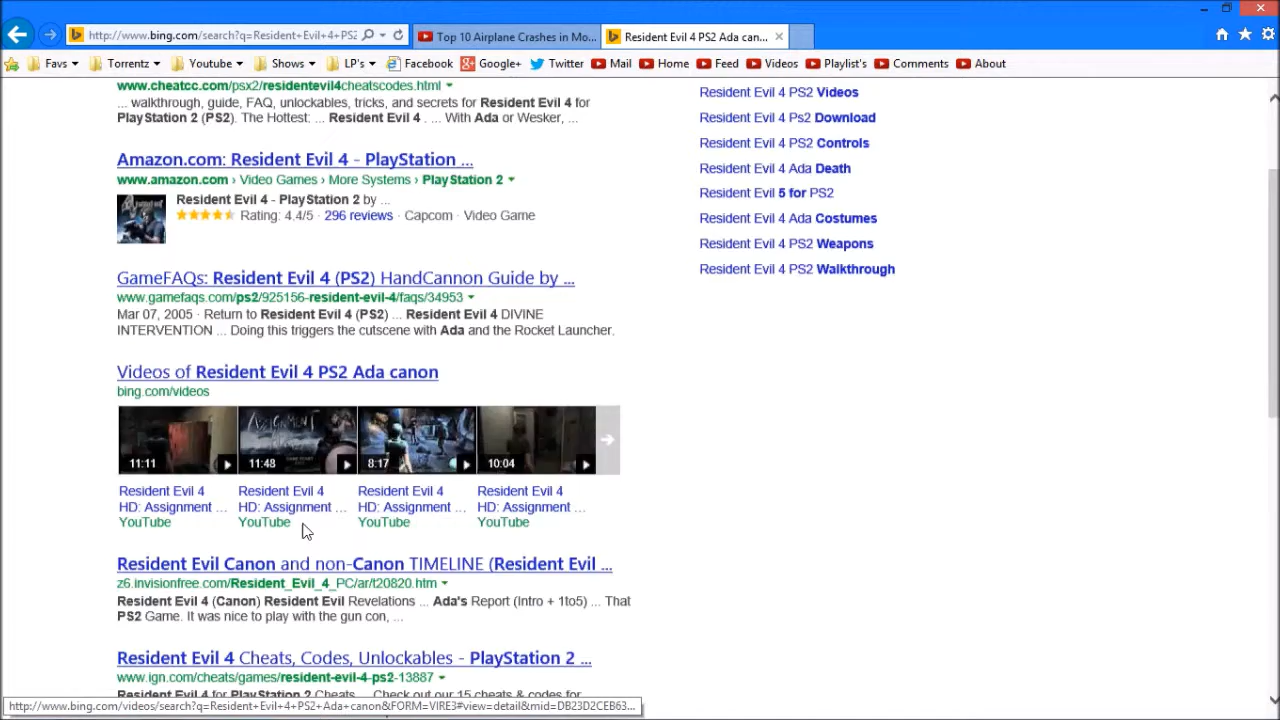 http://www.bing.com/search?q=Resident+Evil+4+PS2
Top 10 Airplane Crashes in Mo...
Resident Evil 4 PS2 Ada can...
Favs
Torrentz
Youtube
Shows
LP's
Facebook
Google+
Twitter
Mail
Home
Feed
Videos
Playlist's
Comments
About
www.cheatcc.com/psx2/residentevil4cheatscodes.html
... walkthrough, guide, FAQ, unlockables, tricks, and secrets for Resident Evil 4 for
PlayStation 2 (PS2). The Hottest: ... Resident Evil 4 . ... With Ada or Wesker, ...
Amazon.com: Resident Evil 4 - PlayStation ...
www.amazon.com › Video Games › More Systems › PlayStation 2
Resident Evil 4 - PlayStation 2 by ...
Rating: 4.4/5 · 296 reviews · Capcom · Video Game
GameFAQs: Resident Evil 4 (PS2) HandCannon Guide by ...
www.gamefaqs.com/ps2/925156-resident-evil-4/faqs/34953
Mar 07, 2005 · Return to Resident Evil 4 (PS2) ... Resident Evil 4 DIVINE
INTERVENTION ... Doing this triggers the cutscene with Ada and the Rocket Launcher.
Videos of Resident Evil 4 PS2 Ada canon
bing.com/videos
ASSIGNMENT
11:11
11:48
8:17
10:04
Resident Evil 4
HD: Assignment ...
YouTube
Resident Evil 4
HD: Assignment ...
YouTube
Resident Evil 4
HD: Assignment ...
YouTube
Resident Evil 4
HD: Assignment ...
YouTube
Resident Evil Canon and non-Canon TIMELINE (Resident Evil ...
z6.invisionfree.com/Resident_Evil_4_PC/ar/t20820.htm
Resident Evil 4 (Canon) Resident Evil Revelations ... Ada's Report (Intro + 1to5) ... That
PS2 Game. It was nice to play with the gun con, ...
Resident Evil 4 Cheats, Codes, Unlockables - PlayStation 2 ...
www.ign.com/cheats/games/resident-evil-4-ps2-13887
Resident Evil 4 for PlayStation 2 Cheats ... Check out our 15 cheats & codes for
http://www.bing.com/videos/search?q=Resident+Evil+4+PS2+Ada+canon&FORM=VIRE3#view=detail&mid=DB23D2CEB63...
Resident Evil 4 PS2 Videos
Resident Evil 4 Ps2 Download
Resident Evil 4 PS2 Controls
Resident Evil 4 Ada Death
Resident Evil 5 for PS2
Resident Evil 4 Ada Costumes
Resident Evil 4 PS2 Weapons
Resident Evil 4 PS2 Walkthrough